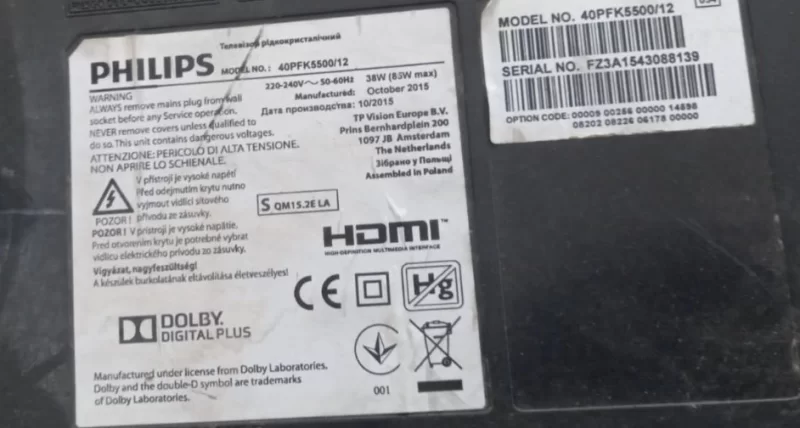 Телевізор рідкокристалічний
PHILIPS MODEL NO.: 40PFK5500/12
220-240V~ 50-60Hz 38W (85W max)
WARNING
ALWAYS remove mains plug from wall
socket before any Service operation.
NEVER remove covers unless qualified to
do so. This unit contains dangerous voltages.
ATTENZIONE: PERICOLO DI ALTA TENSIONE.
NON APRIRE LO SCHIENALE.
V přístroji je vysoké napětí
Před odejmutím krytu nutno
vyjmout vidlici síťového
POZOR! přívodu ze zásuvky.
POZOR! V prístroji je vysoké napätie.
Pred otvorením krytu je potrebné vybrat
vidlicu elektrického prívodu zo zásuvky.
Vigyázat, nagyfeszültség!
A készülek burkolatának eltávolítása életveszélyes!
Manufactured: October 2015
Дата производства: 10/2015
TP Vision Europe B.V.
Prins Bernhardplein 200
1097 JB Amsterdam
The Netherlands
Зібрано у Польщі
Assembled in Poland
S QM15.2E LA
HDMI™
HIGH-DEFINITION MULTIMEDIA INTERFACE
CE
Hg
DOLBY.
DIGITAL PLUS
Manufactured under license from Dolby Laboratories.
Dolby and the double-D symbol are trademarks
of Dolby Laboratories.
001
MODEL NO. 40PFK5500/12
SERIAL NO. FZ3A1543088139
OPTION CODE: 00009 00256 00000 14898
08202 08226 06178 00000